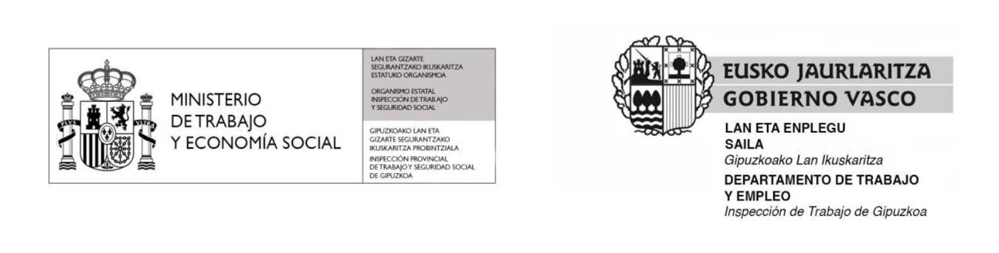 PLVS
VLTRA
MINISTERIO
DE TRABAJO
Y ECONOMÍA SOCIAL
LAN ETA GIZARTE
SEGURANTZAKO IKUSKARITZA
ESTATUKO ORGANISMOA
ORGANISMO ESTATAL
INSPECCIÓN DE TRABAJO
Y SEGURIDAD SOCIAL
GIPUZKOAKO LAN ETA
GIZARTE SEGURANTZAKO
IKUSKARITZA PROBINTZIALA
INSPECCIÓN PROVINCIAL
DE TRABAJO Y SEGURIDAD SOCIAL
DE GIPUZKOA
EUSKO JAURLARITZA
GOBIERNO VASCO
LAN ETA ENPLEGU
SAILA
Gipuzkoako Lan Ikuskaritza
DEPARTAMENTO DE TRABAJO
Y EMPLEO
Inspección de Trabajo de Gipuzkoa